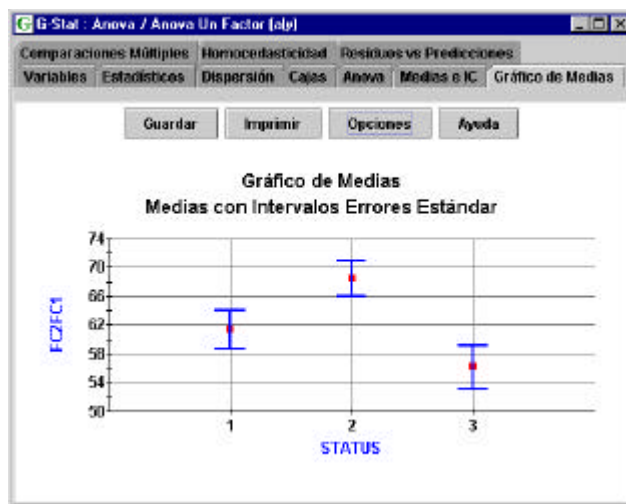 G-Stat : Anova / Anova Un Factor (a|y)
Comparaciones Múltiples Homocedasticidad Residuos vs Predicciones
Variables Estadísticos Dispersión Cajas Anova Medias e IC Gráfico de Medias
Guardar Imprimir Opciones Ayuda
Gráfico de Medias
Medias con Intervalos Errores Estándar
74
70
66
62
58
54
50
FC2FC1
1 2 3
STATUS